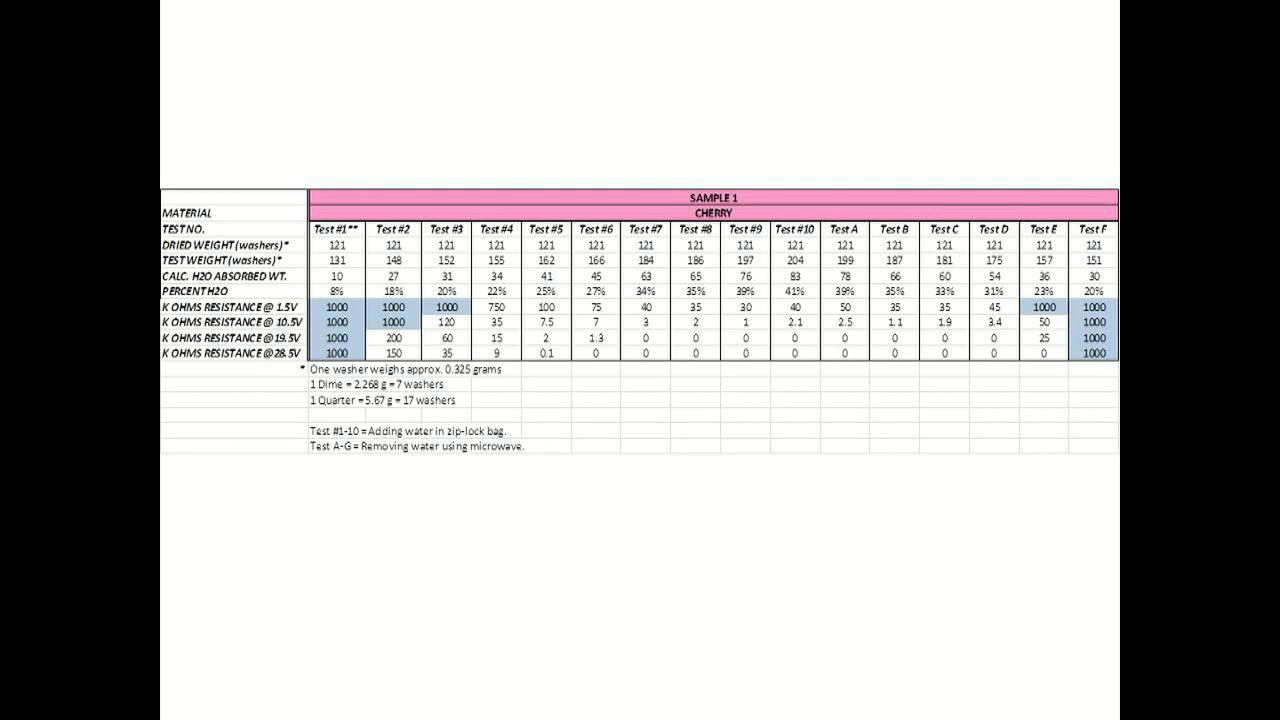 SAMPLE 1
MATERIAL CHERRY
TEST NO. Test #1** Test #2 Test #3 Test #4 Test #5 Test #6 Test #7 Test #8 Test #9 Test #10 Test A Test B Test C Test D Test E Test F
DRIED WEIGHT (washers)* 121 121 121 121 121 121 121 121 121 121 121 121 121 121 121 121
TEST WEIGHT (washers)* 131 148 152 155 162 166 184 186 197 204 199 187 181 175 157 151
CALC. H2O ABSORBED WT. 10 27 31 34 41 45 63 65 76 83 78 66 60 54 36 30
PERCENT H2O 8% 18% 20% 22% 25% 27% 34% 35% 39% 41% 39% 35% 33% 31% 23% 20%
K OHMS RESISTANCE @ 1.5V 1000 1000 1000 750 100 75 40 35 30 40 50 35 35 45 1000 1000
K OHMS RESISTANCE @ 10.5V 1000 1000 120 35 7.5 7 3 2 1 2.1 2.5 1.1 1.9 3.4 50 1000
K OHMS RESISTANCE @19.5V 1000 200 60 15 2 1.3 0 0 0 0 0 0 0 0 25 1000
K OHMS RESISTANCE @28.5V 1000 150 35 9 0.1 0 0 0 0 0 0 0 0 0 0 1000
* One washer weighs approx. 0.325 grams
1 Dime = 2.268 g = 7 washers
1 Quarter = 5.67 g = 17 washers
Test #1-10 = Adding water in zip-lock bag.
Test A-G = Removing water using microwave.